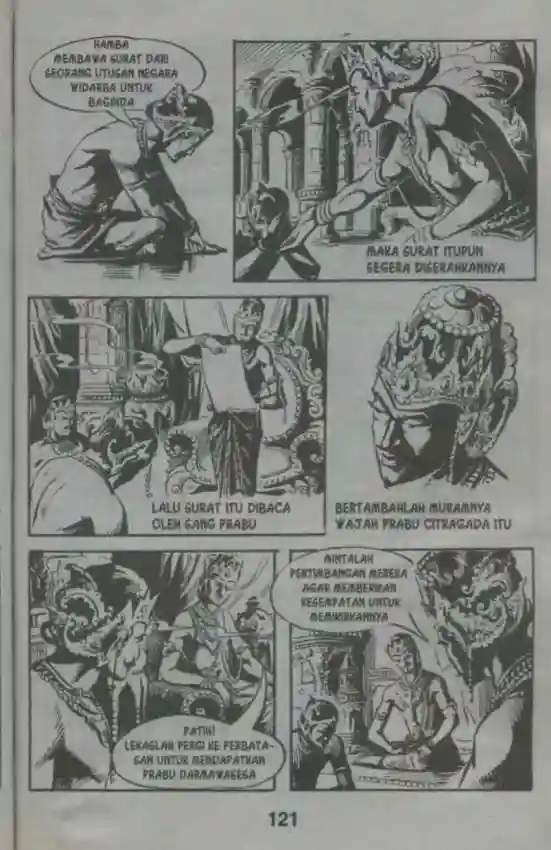 HAMBA
MEMBAWA SURAT DARI
SEORANG UTUSAN NEGARA
WIDARBA UNTUK
BAGINDA
MAKA SURAT ITUPUN
SEGERA DISERAHKANNYA
LALU SURAT ITU DIBACA
OLEH SANG PRABU
BERTAMBAHLAH MURAMNYA
WAJAH PRABU CITRAGADA ITU
PATIH!
LEKASLAH PERGI KE PERBATA-
SAN UNTUK MENDAPATKAN
PRABU DARMAWASESA
MINTALAH
PERTIMBANGAN MEREKA
AGAR MEMBERIKAN
KESEMPATAN UNTUK
MEMIKIRKANNYA
121